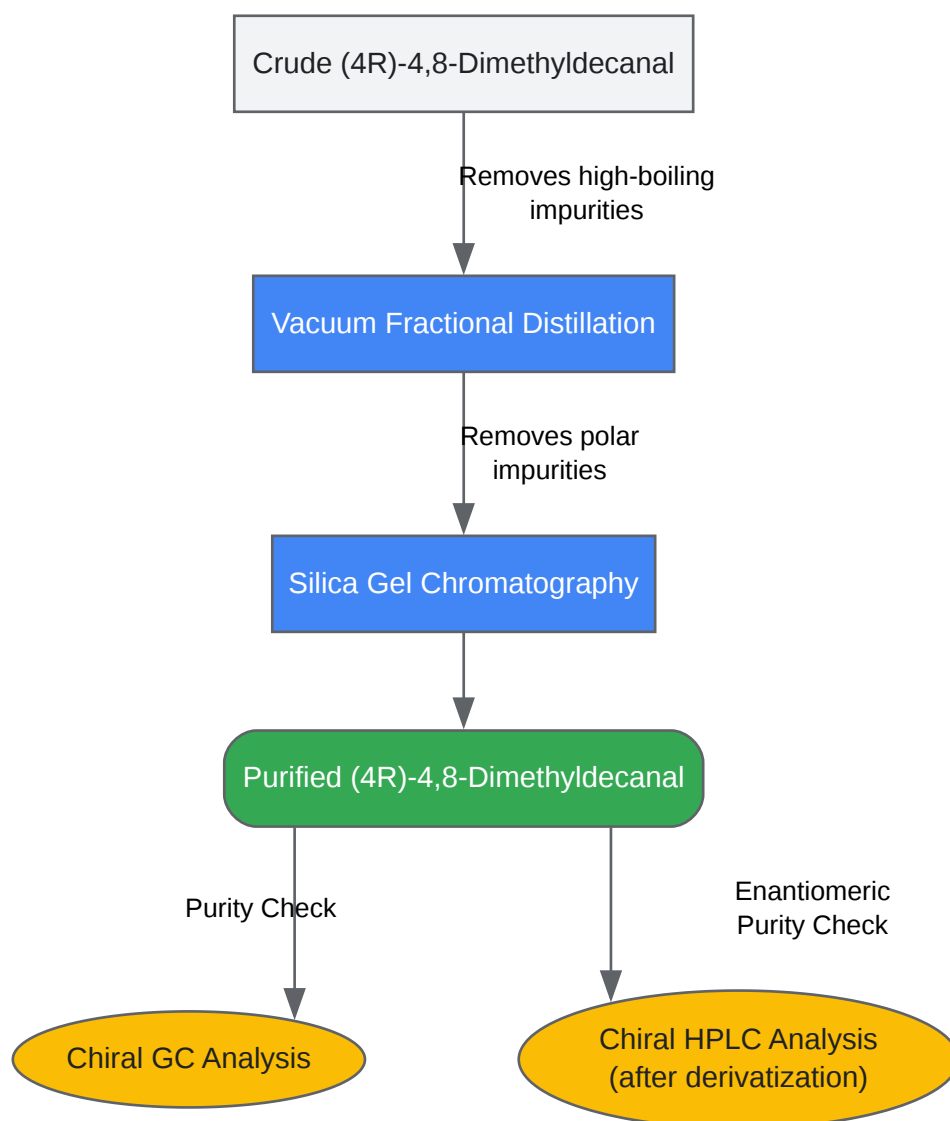 Crude (4R)-4,8-Dimethyldecanal
Removes high-boiling
impurities
Vacuum Fractional Distillation
Removes polar
impurities
Silica Gel Chromatography
Purified (4R)-4,8-Dimethyldecanal
Purity Check
Enantiomeric
Purity Check
Chiral GC Analysis
Chiral HPLC Analysis
(after derivatization)